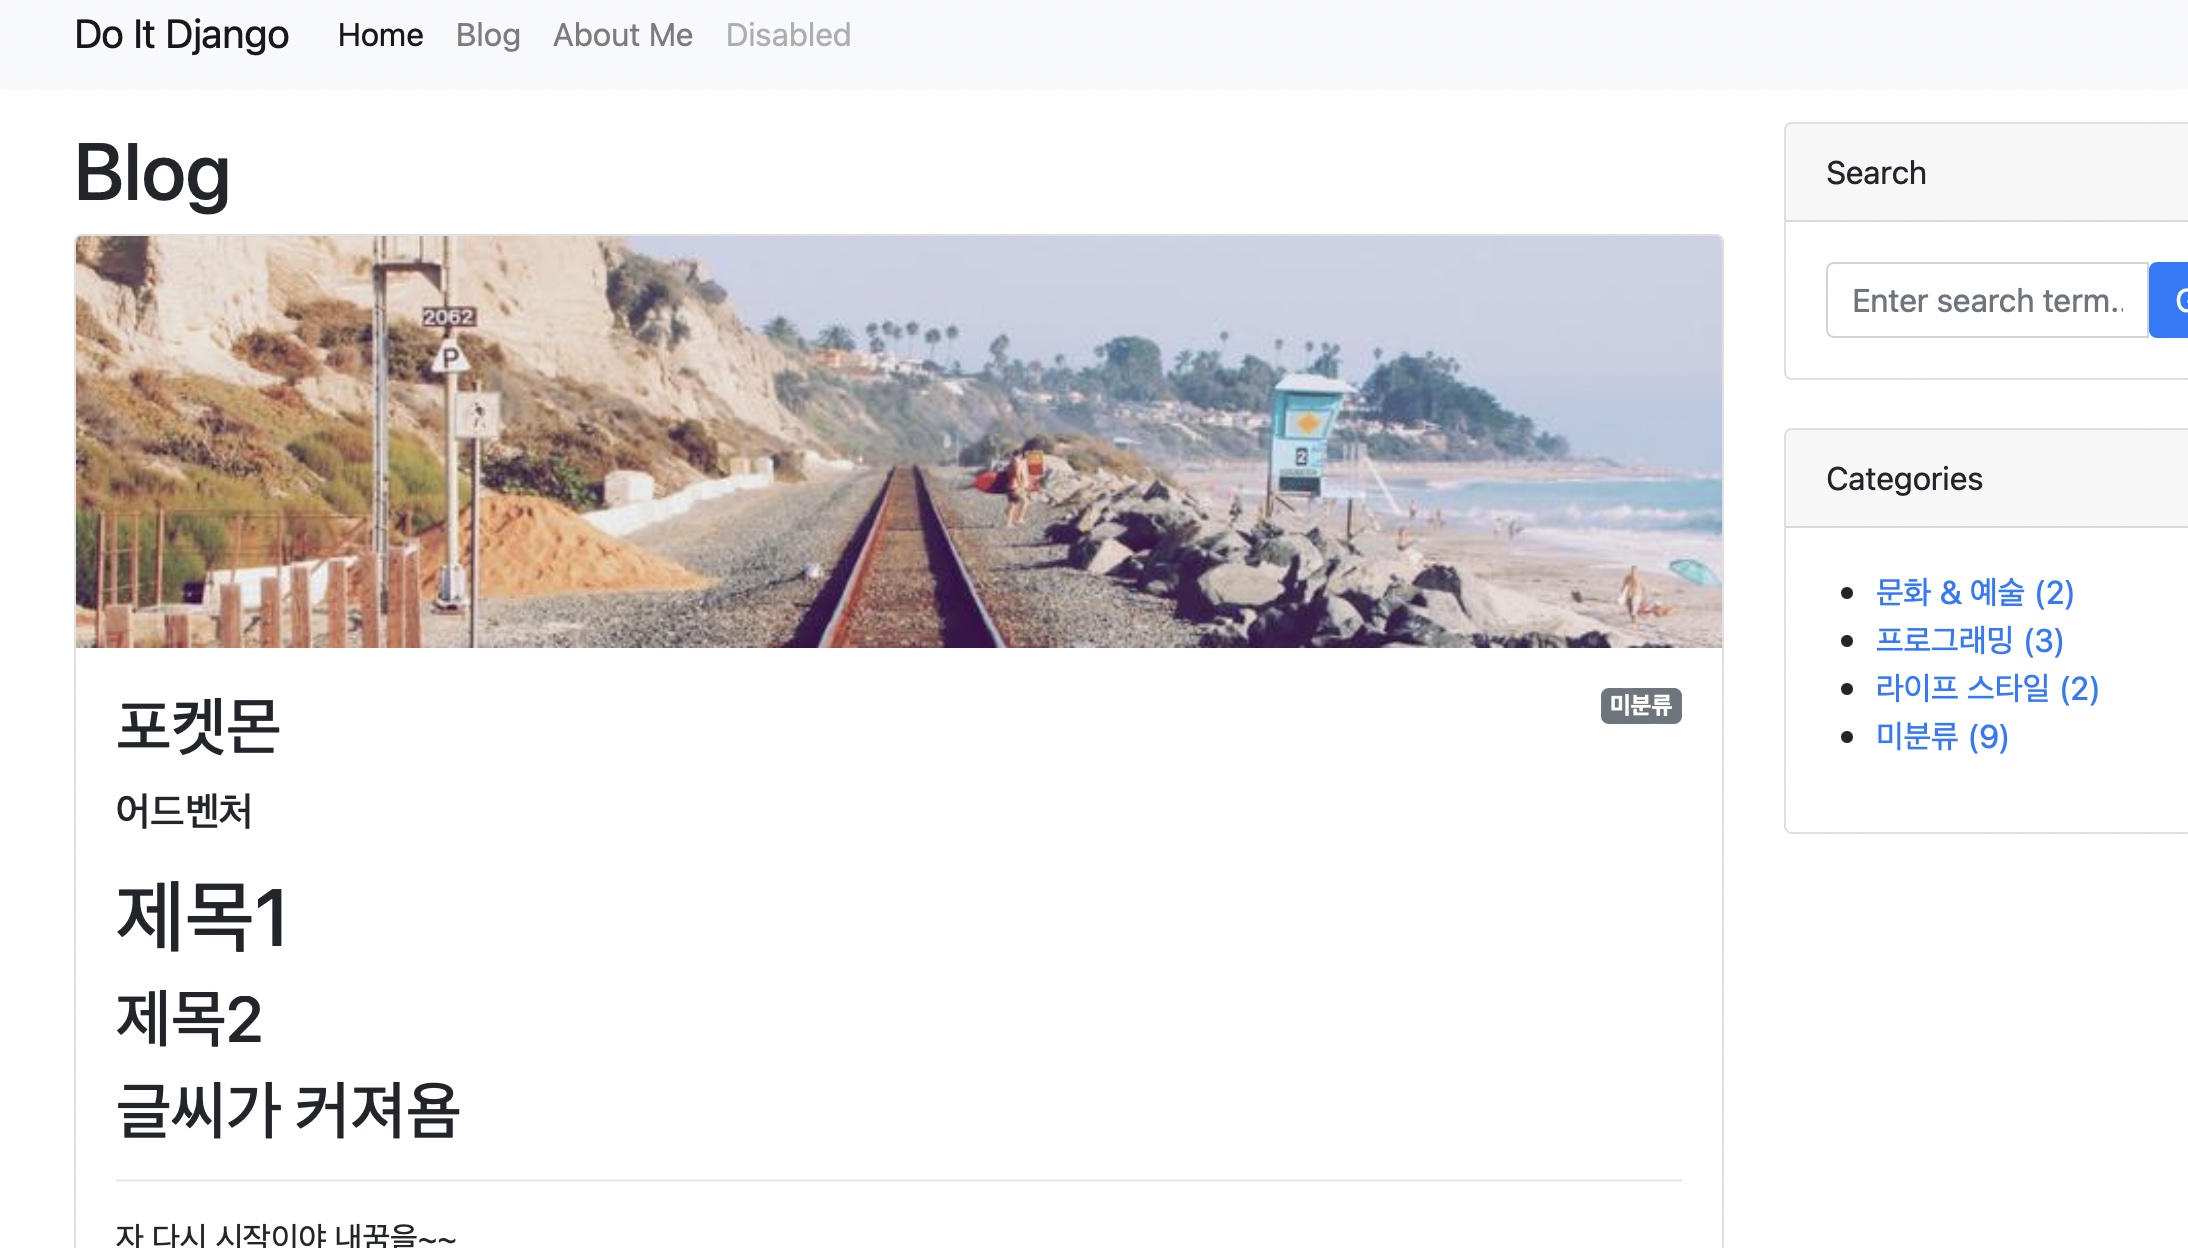 Do It Django Home Blog About Me Disabled
Blog
2062
P
2
포켓몬 미분류
어드벤처
제목1
제목2
글씨가 커져욤
자 다시 시작이야 내꿈을~~
Search
Enter search term..
Categories
문화 & 예술 (2)
프로그래밍 (3)
라이프 스타일 (2)
미분류 (9)